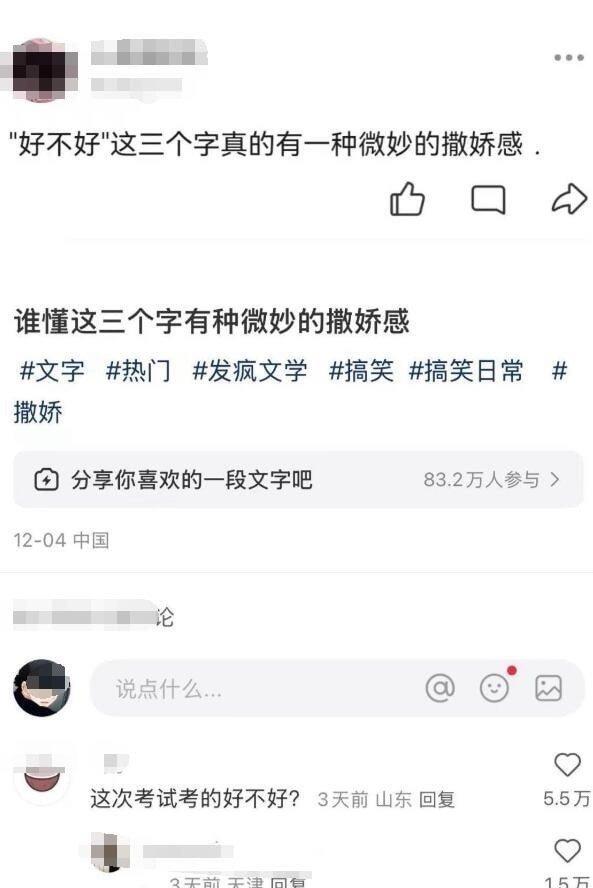 "好不好"这三个字真的有一种微妙的撒娇感 .
谁懂这三个字有种微妙的撒娇感
#文字 #热门 #发疯文学 #搞笑 #搞笑日常 #
撒娇
分享你喜欢的一段文字吧 83.2万人参与
12-04 中国
论
说点什么...
这次考试考的好不好? 3天前 山东 回复
5.5万
3天前 天津 回复
1.5万